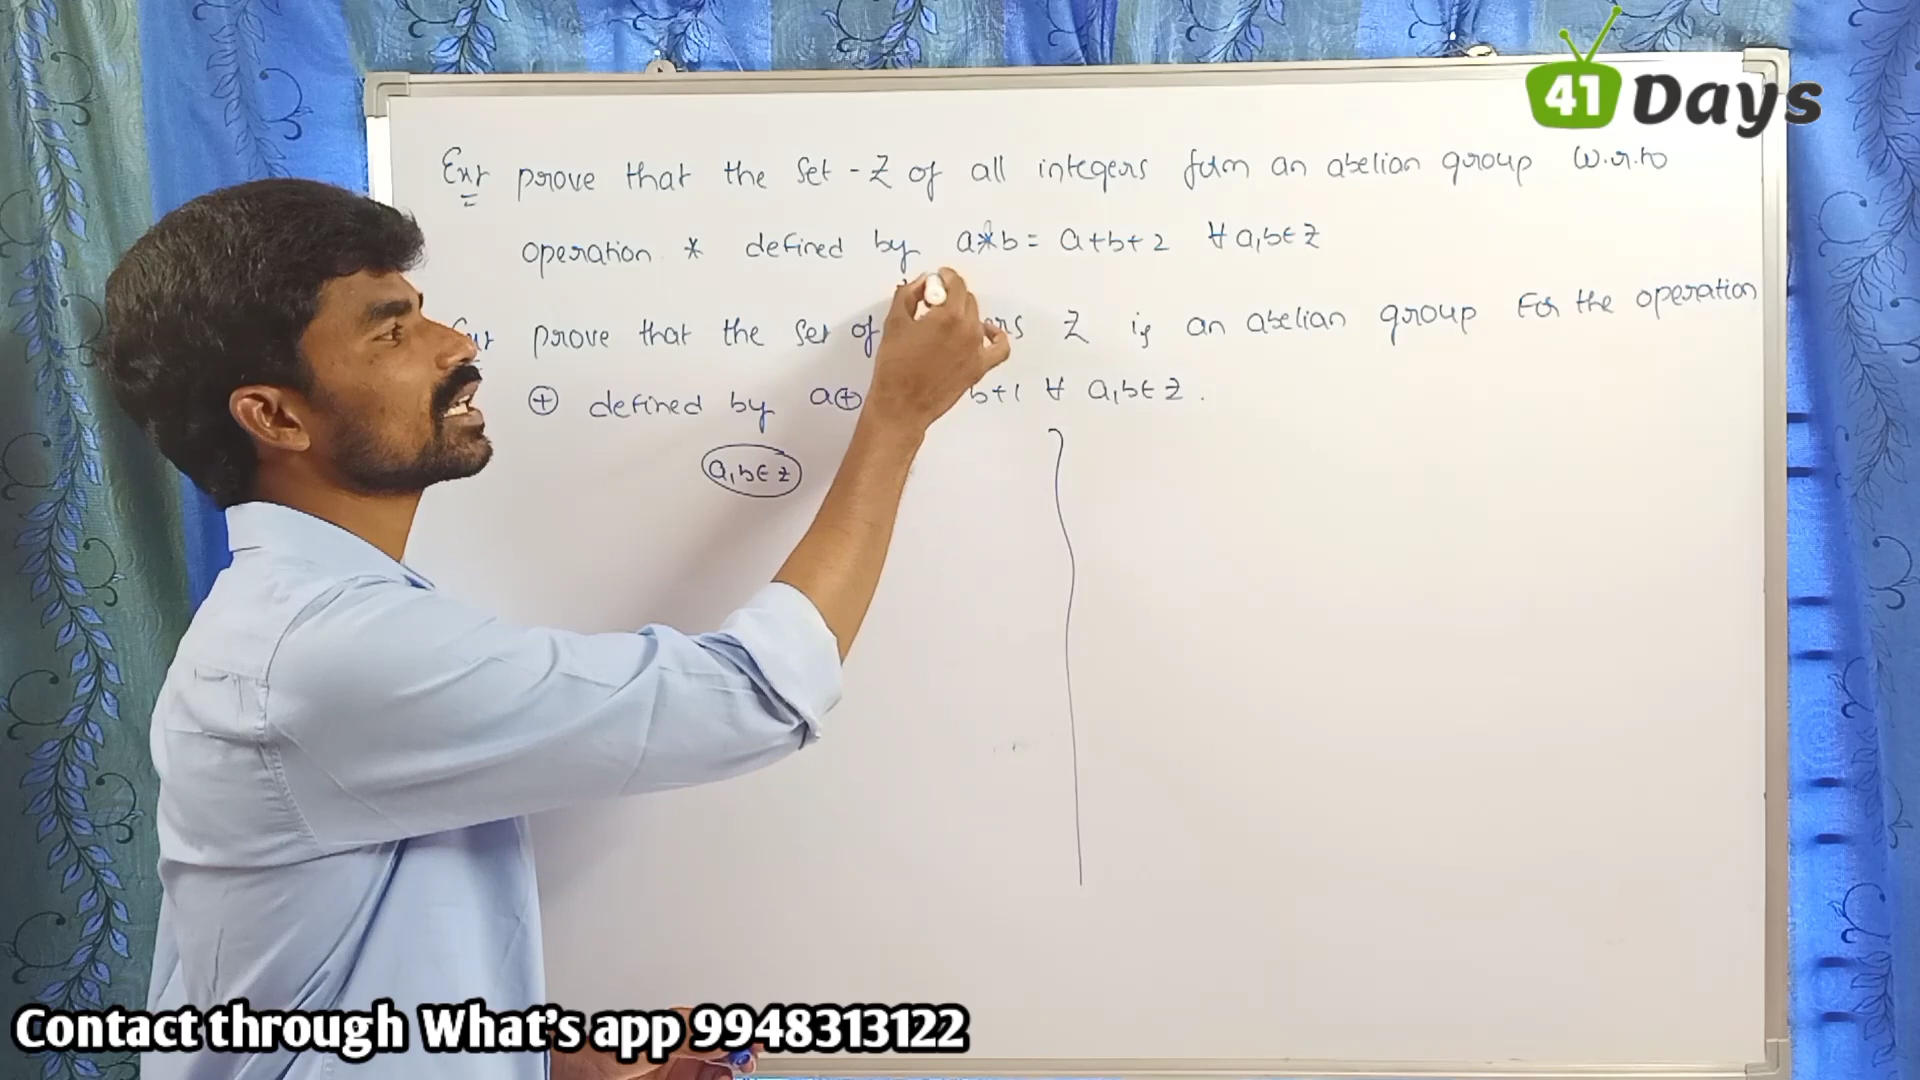 41 Days
Ex:- prove that the set - Z of all integers form an abelian group w.r.to
operation * defined by a*b = a+b+2 ∀ a,b∈Z
prove that the set of Z is an abelian group For the operation
⊕ defined by a⊕ b+1 ∀ a,b∈Z.
a,b∈Z
Contact through What's app 9948313122